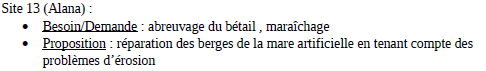 Site 13 (Alana) :
• Besoin/Demande : abreuvage du bétail , maraîchage
• Proposition : réparation des berges de la mare artificielle en tenant compte des
problèmes d’érosion